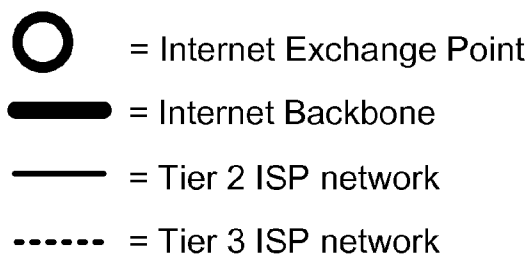 = Internet Exchange Point
= Internet Backbone
= Tier 2 ISP network
= Tier 3 ISP network